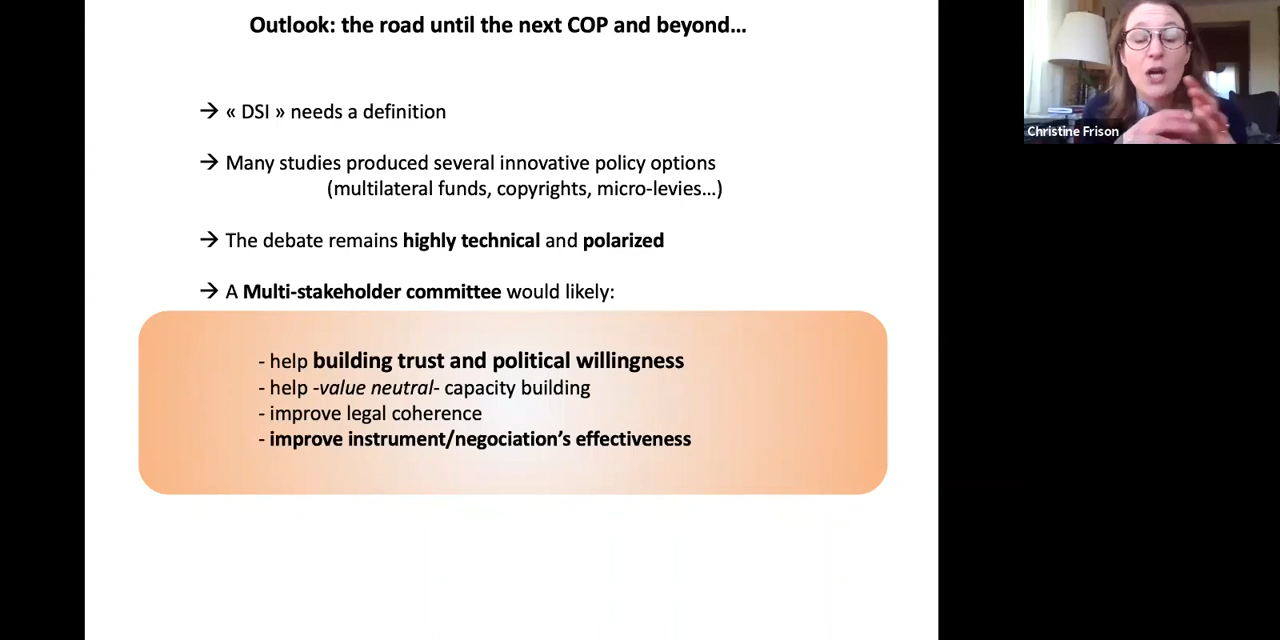 Outlook: the road until the next COP and beyond…
→ « DSI » needs a definition
→ Many studies produced several innovative policy options
(multilateral funds, copyrights, micro-levies…)
→ The debate remains highly technical and polarized
→ A Multi-stakeholder committee would likely:
- help building trust and political willingness
- help -value neutral- capacity building
- improve legal coherence
- improve instrument/negociation’s effectiveness
Christine Frison